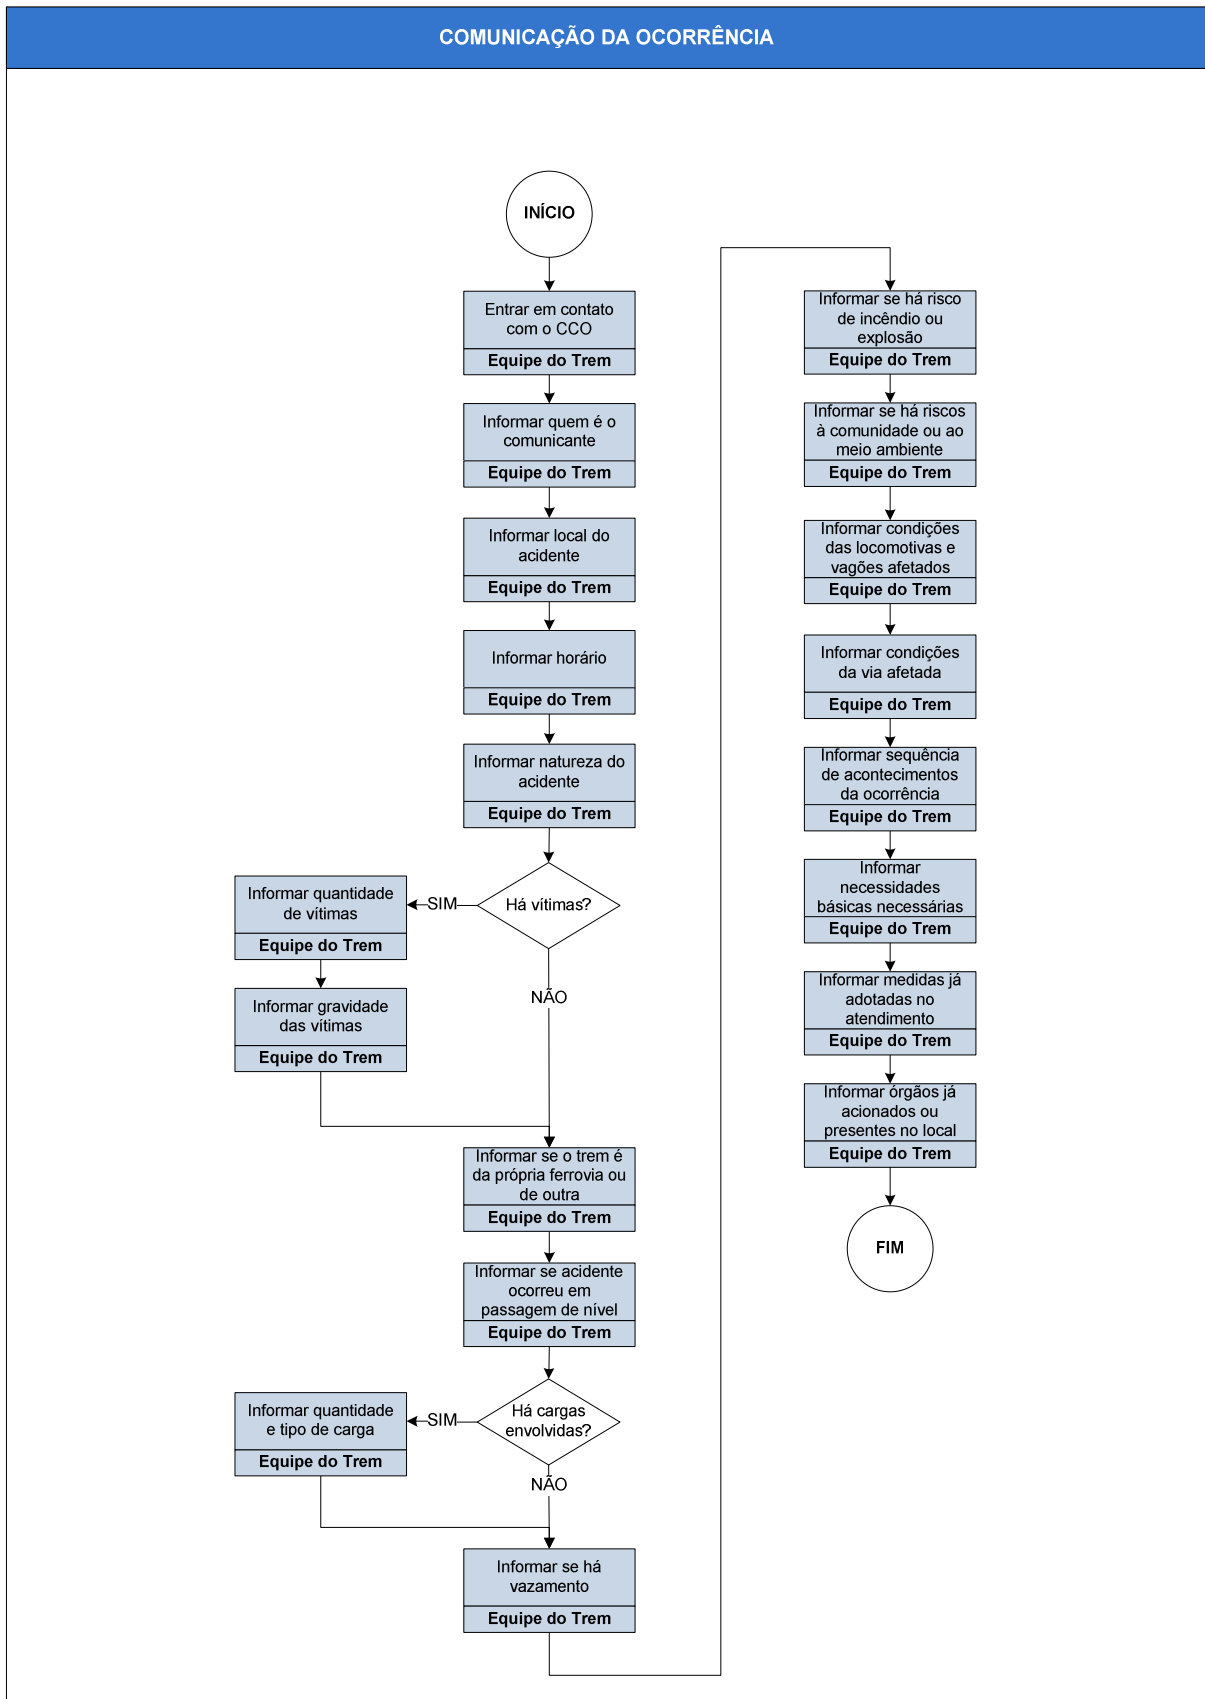 COMUNICAÇÃO DA OCORRÊNCIA
INÍCIO
Entrar em contato
com o CCO
Equipe do Trem
Informar quem é o
comunicante
Equipe do Trem
Informar local do
acidente
Equipe do Trem
Informar horário
Equipe do Trem
Informar natureza do
acidente
Equipe do Trem
Há vítimas?
SIM
Informar quantidade
de vítimas
Equipe do Trem
Informar gravidade
das vítimas
Equipe do Trem
NÃO
Informar se o trem é
da própria ferrovia ou
de outra
Equipe do Trem
Informar se acidente
ocorreu em
passagem de nível
Equipe do Trem
Há cargas
envolvidas?
SIM
Informar quantidade
e tipo de carga
Equipe do Trem
NÃO
Informar se há
vazamento
Equipe do Trem
Informar se há risco
de incêndio ou
explosão
Equipe do Trem
Informar se há riscos
à comunidade ou ao
meio ambiente
Equipe do Trem
Informar condições
das locomotivas e
vagões afetados
Equipe do Trem
Informar condições
da via afetada
Equipe do Trem
Informar sequência
de acontecimentos
da ocorrência
Equipe do Trem
Informar
necessidades
básicas necessárias
Equipe do Trem
Informar medidas já
adotadas no
atendimento
Equipe do Trem
Informar órgãos já
acionados ou
presentes no local
Equipe do Trem
FIM